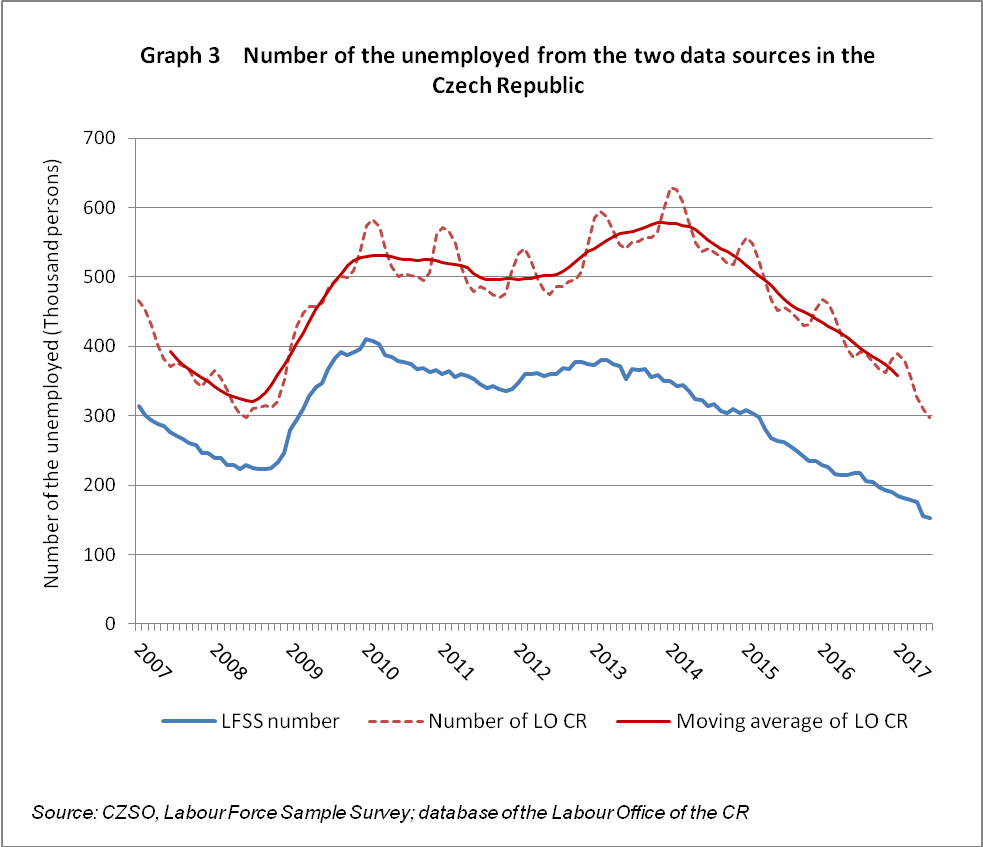 Graph 3 Number of the unemployed from the two data sources in the
Czech Republic
Number of the unemployed (Thousand persons)
700
600
500
400
300
200
100
0
2007
2008
2009
2010
2011
2012
2013
2014
2015
2016
2017
LFSS number
Number of LO CR
Moving average of LO CR
Source: CZSO, Labour Force Sample Survey; database of the Labour Office of the CR